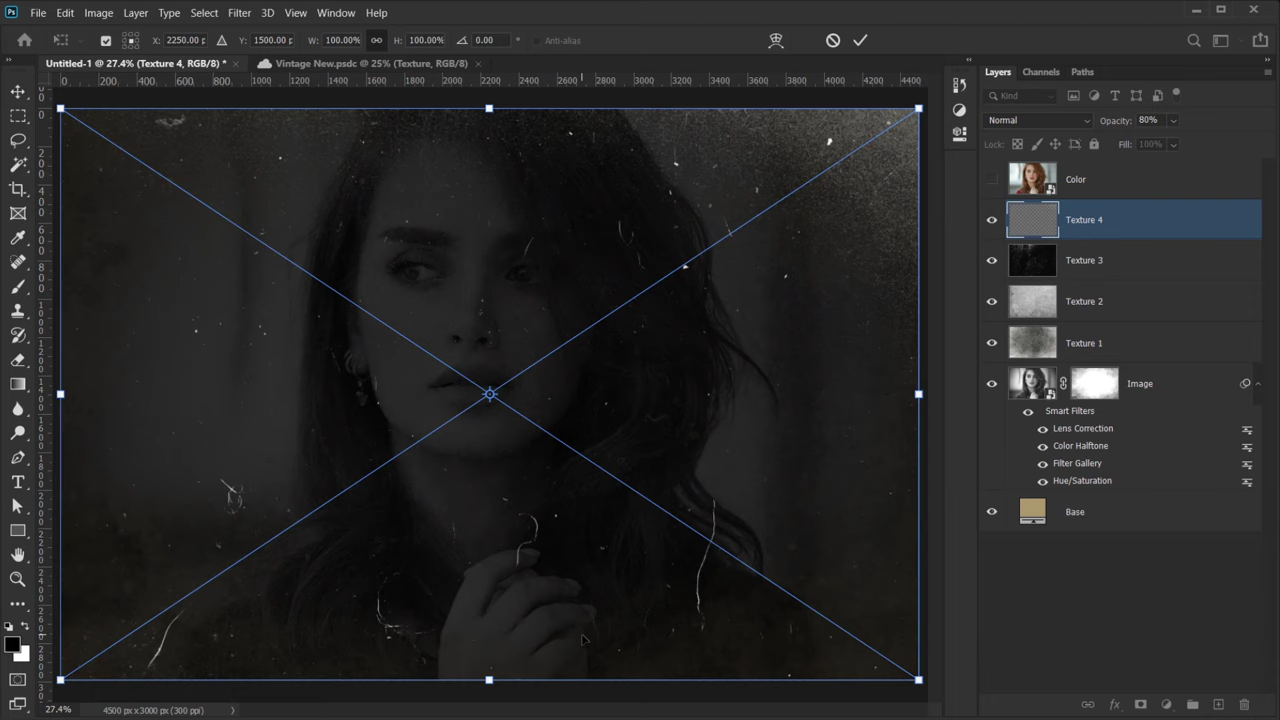 Ps File Edit Image Layer Type Select Filter 3D View Window Help
X: 2250.00 p Y: 1500.00 p W: 100.00% H: 100.00% 0.00 ° Anti-alias
Untitled-1 @ 27.4% (Texture 4, RGB/8) * × Vintage New.psdc @ 25% (Texture, RGB/8) ×
0 200 400 600 800 1000 1200 1400 1600 1800 2000 2200 2400 2600 2800 3000 3200 3400 3600 3800 4000 4200 4400
Layers Channels Paths
Kind
Normal Opacity: 80%
Lock: Fill: 100%
Color
Texture 4
Texture 3
Texture 2
Texture 1
Image
Smart Filters
Lens Correction
Color Halftone
Filter Gallery
Hue/Saturation
Base
27.4% 4500 px x 3000 px (300 ppi)